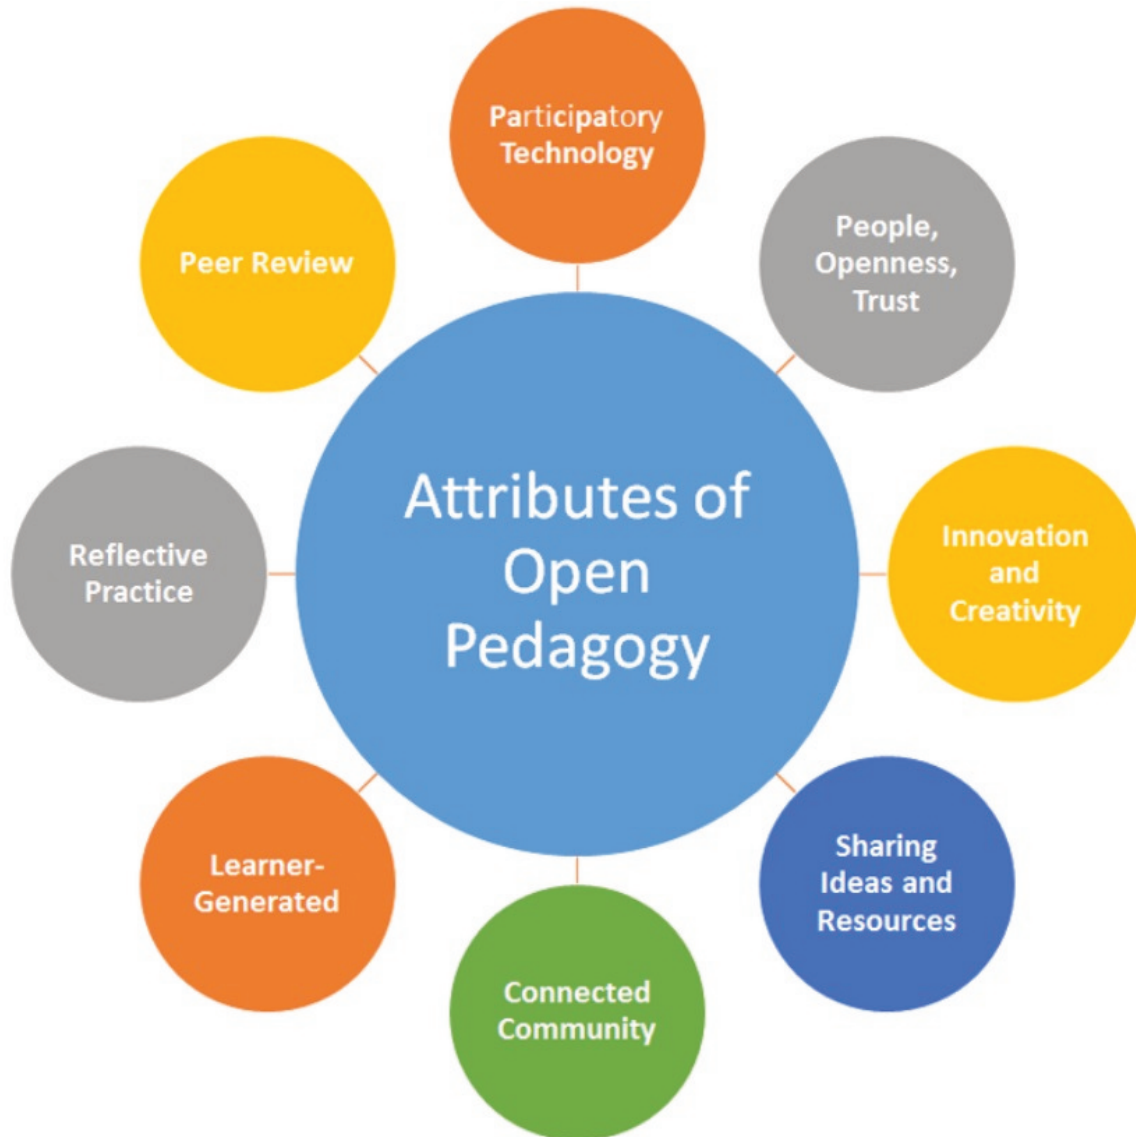 Attributes of
Open
Pedagogy
Participatory
Technology
People,
Openness,
Trust
Innovation
and
Creativity
Sharing
Ideas and
Resources
Connected
Community
Learner-
Generated
Reflective
Practice
Peer Review